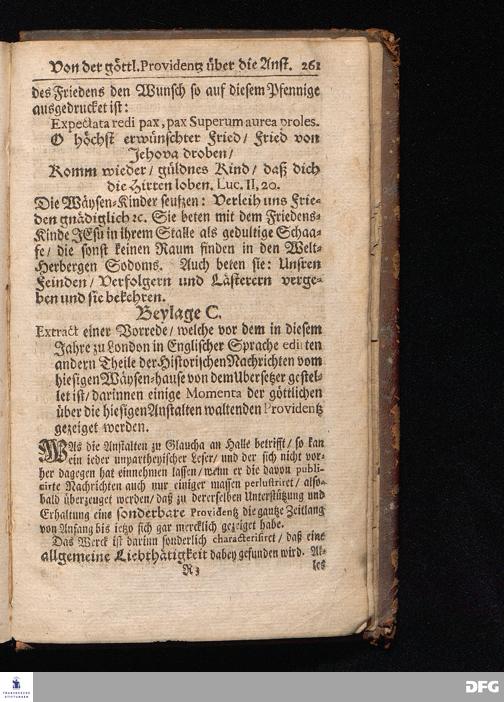 Von der göttl. Providentz über die Anst. 261
des Friedens den Wunsch so auf diesem Pfennige
ausgedrucket ist:
Expectata redi pax, pax Superum aurea proles.
O höchst erwünschter Fried/ Fried von
Jehova droben/
Komm wieder/ güldnes Kind/ daß dich
die Hirten loben. Luc. II, 20.
Die Wäysen-Kinder seufzen: Verleih uns Frie-
den gnädiglich ꝛc. Sie beten mit dem Friedens-
Kinde JEsu in ihrem Stalle als gedultige Schaa-
fe/ die sonst keinen Raum finden in den Welt-
Herbergen Sodoms. Auch beten sie: Unsren
Feinden/ Verfolgern und Lästerern verge-
ben und sie bekehren.
Beylage C.
Extract einer Vorrede/ welche vor dem in diesem
Jahre zu London in Englischer Sprache edirten
andern Theile der Historischen Nachrichten vom
hiesigen Wäysen-hause von dem Ubersetzer gestel-
let ist/ darinnen einige Momenta der göttlichen
über die hiesigen Anstalten waltenden Providentz
gezeiget werden.
WAs die Anstalten zu Glaucha an Halle betrifft/ so kan
ein ieder unpartheyischer Leser/ und der sich nicht vor-
her dagegen hat einnehmen lassen/ wenn er die davon publi-
cirte Nachrichten auch nur einiger massen perlustriret/ also-
bald überzeuget werden/ daß zu dererselben Unterstützung und
Erhaltung eine sonderbare Providentz die gantze Zeitlang
von Anfang bis ietzo sich gar mercklich gezeiget habe.
Das Werck ist darinn sonderlich characterisiret/ daß eine
allgemeine Liebthätigkeit dabey gefunden wird. Al-
R 3 les
FRANCKESCHE
STIFTUNGEN
DFG